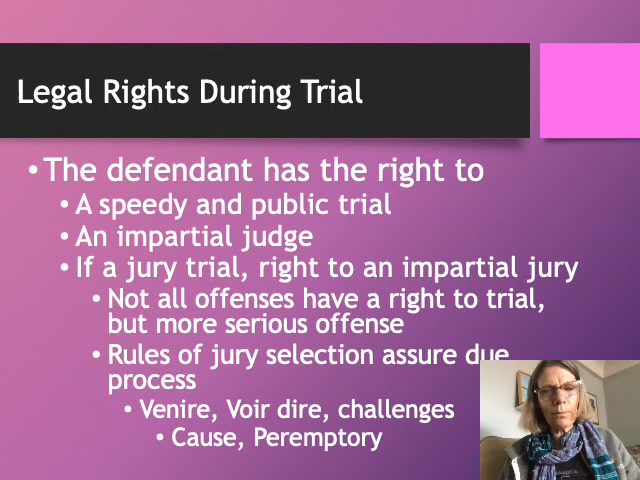 Legal Rights During Trial
• The defendant has the right to
• A speedy and public trial
• An impartial judge
• If a jury trial, right to an impartial jury
• Not all offenses have a right to trial,
but more serious offense
• Rules of jury selection assure due
process
• Venire, Voir dire, challenges
• Cause, Peremptory